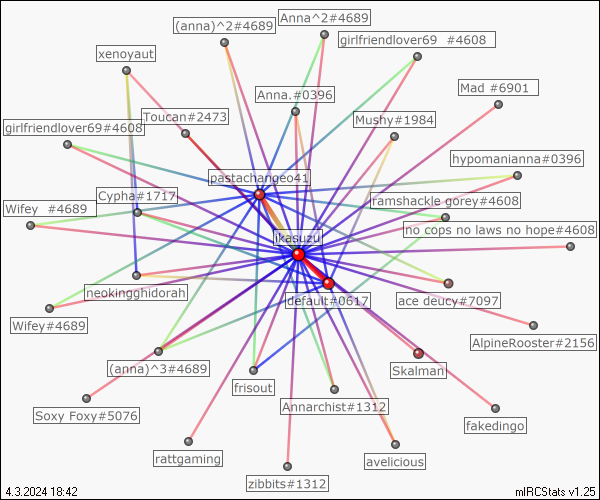 (anna)^2#4689
Anna^2#4689
girlfriendlover69 #4608
xenoyaut
Mad #6901
Anna.#0396
Toucan#2473
Mushy#1984
girlfriendlover69#4608
hypomanianna#0396
pastachangeo41
Cypha#1717
ramshackle gorey#4608
Wifey #4689
no cops no laws no hope#4608
ikasuzu
neokingghidorah
default#0617
ace deucy#7097
Wifey#4689
AlpineRooster#2156
(anna)^3#4689
Skalman
frisout
Soxy Foxy#5076
Annarchist#1312
fakedingo
rattgaming
avelicious
zibbits#1312
4.3.2024 18:42
mIRCStats v1.25